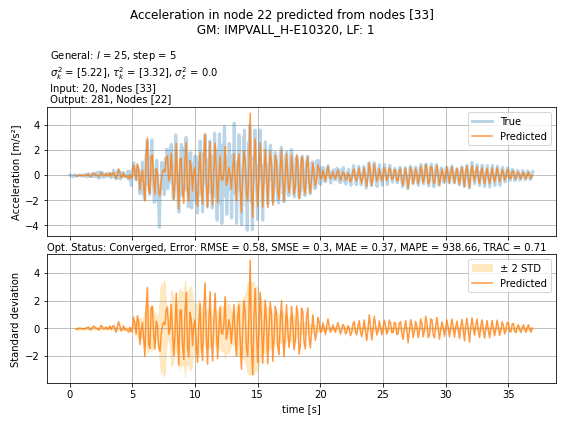 Acceleration in node 22 predicted from nodes [33]
GM: IMPVALL_H-E10320, LF: 1
General: l = 25, step = 5
σ²ₖ = [5.22], τ²ₖ = [3.32], σ²ε = 0.0
Input: 20, Nodes [33]
Output: 281, Nodes [22]
Acceleration [m/s²]
4
2
0
−2
−4
True
Predicted
Opt. Status: Converged, Error: RMSE = 0.58, SMSE = 0.3, MAE = 0.37, MAPE = 938.66, TRAC = 0.71
Standard deviation
4
2
0
−2
± 2 STD
Predicted
0 5 10 15 20 25 30 35
time [s]